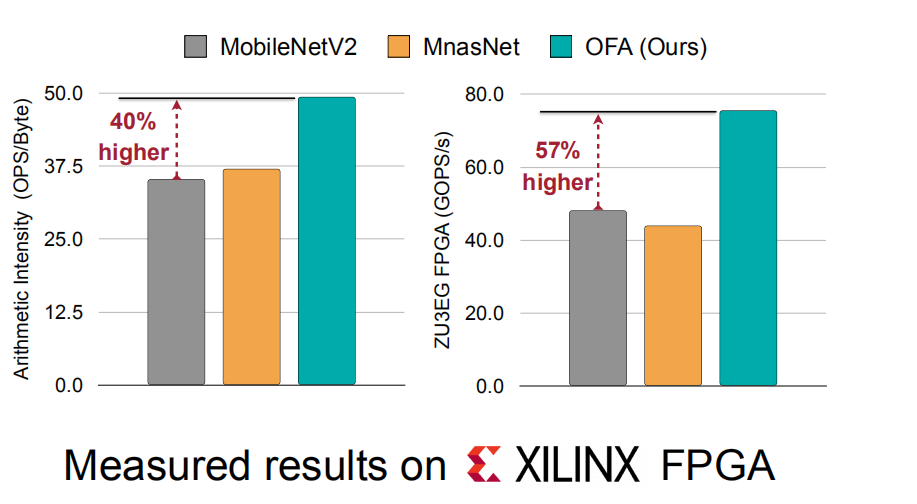 MobileNetV2 MnasNet OFA (Ours)
Arithmetic Intensity (OPS/Byte)
50.0
37.5
25.0
12.5
0.0
40%
higher
ZU3EG FPGA (GOPS/s)
80.0
60.0
40.0
20.0
0.0
57%
higher
Measured results on XILINX FPGA